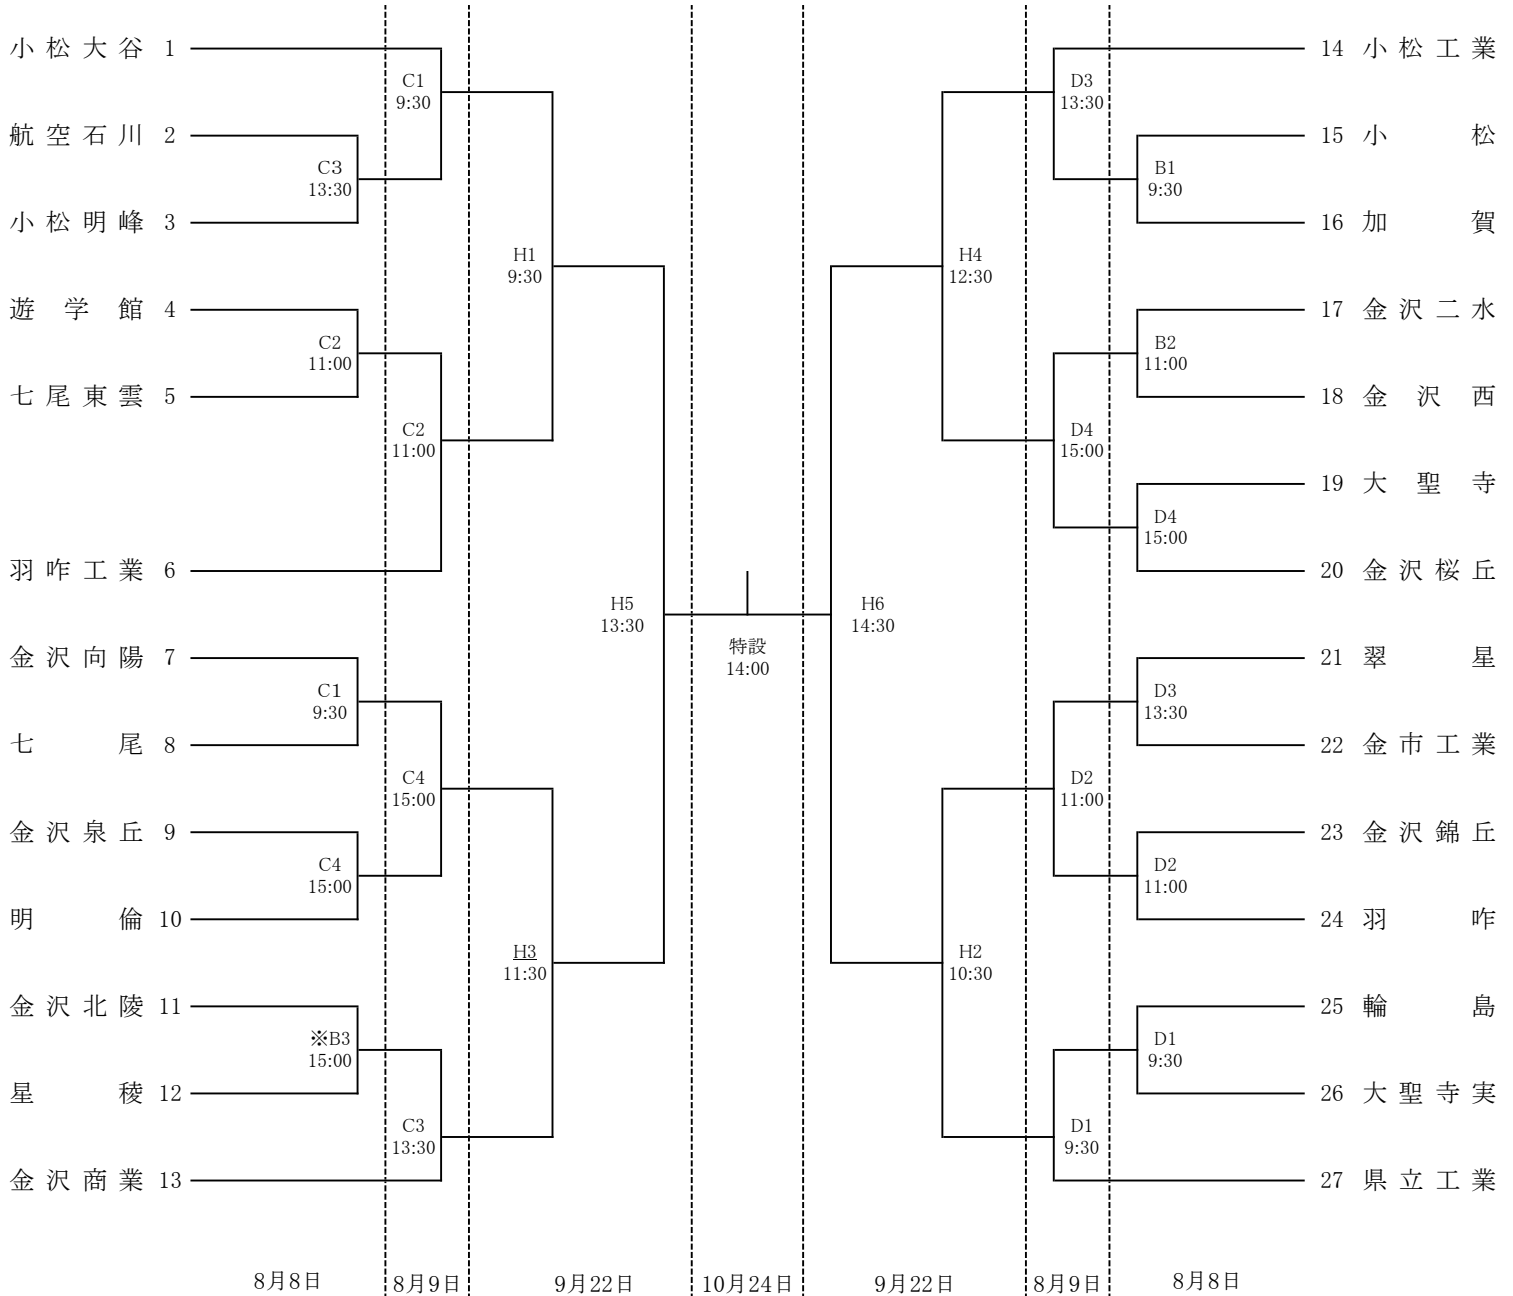 小松大谷 1
C1
9:30
航空石川 2
C3
13:30
小松明峰 3
H1
9:30
遊学館 4
C2
11:00
七尾東雲 5
C2
11:00
羽咋工業 6
H5
13:30
金沢向陽 7
C1
9:30
七尾 8
C4
15:00
金沢泉丘 9
C4
15:00
明倫 10
H3
11:30
金沢北陵 11
※B3
15:00
星稜 12
C3
13:30
金沢商業 13
特設
14:00
14 小松工業
D3
13:30
15 小松
B1
9:30
16 加賀
H4
12:30
17 金沢二水
B2
11:00
18 金沢西
D4
15:00
19 大聖寺
D4
15:00
20 金沢桜丘
H6
14:30
21 翠星
D3
13:30
22 金市工業
D2
11:00
23 金沢錦丘
D2
11:00
24 羽咋
H2
10:30
25 輪島
D1
9:30
26 大聖寺実
D1
9:30
27 県立工業
8月8日 8月9日 9月22日 10月24日 9月22日 8月9日 8月8日